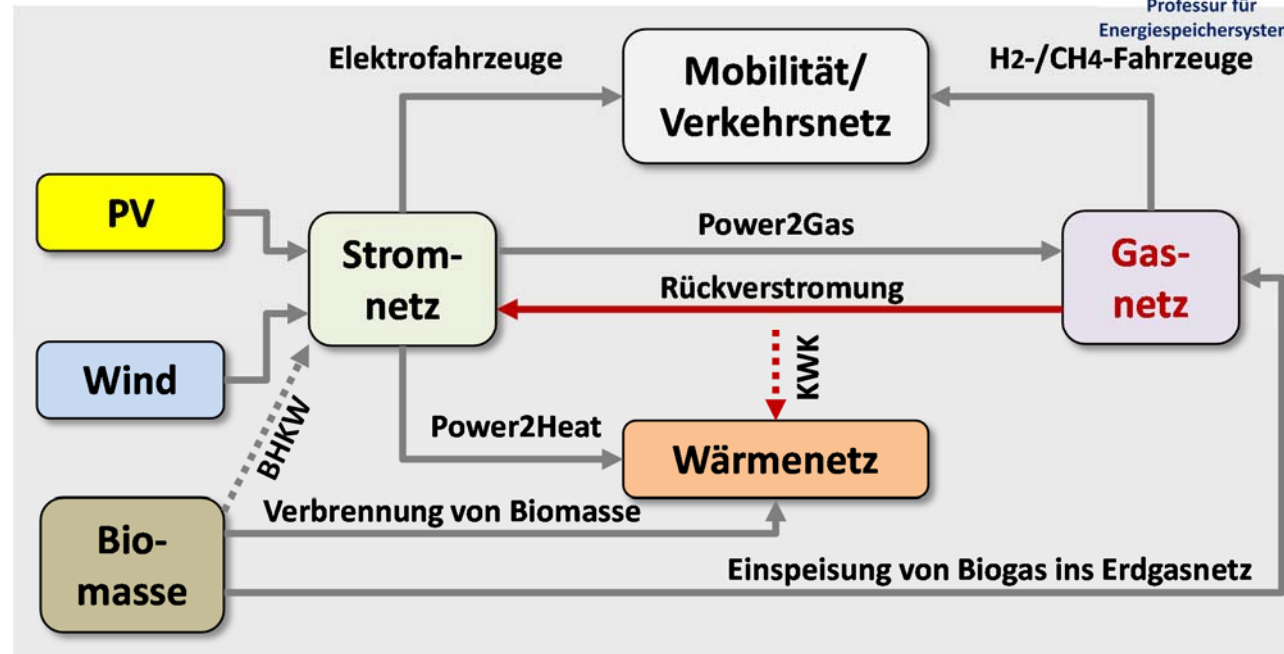 Professur für
Energiespeichersystem
Elektrofahrzeuge
Mobilität/
Verkehrsnetz
H2-/CH4-Fahrzeuge
PV
Strom-
netz
Power2Gas
Gas-
netz
Rückverstromung
KWK
Wind
BHKW
Power2Heat
Wärmenetz
Verbrennung von Biomasse
Bio-
masse
Einspeisung von Biogas ins Erdgasnetz